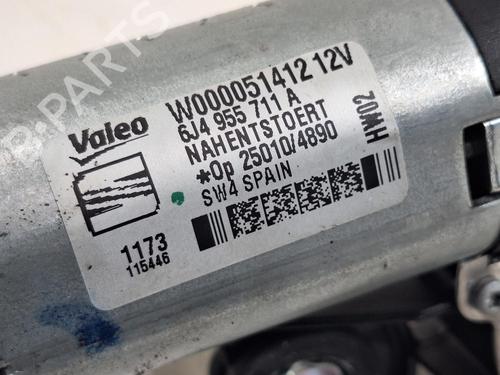 B-PARTS
Valeo
W000051412 12V
6J4 955 711 A
NAHENTSTOERT
*Op 25010/4890
SW4 SPAIN
HW02
1173
115446